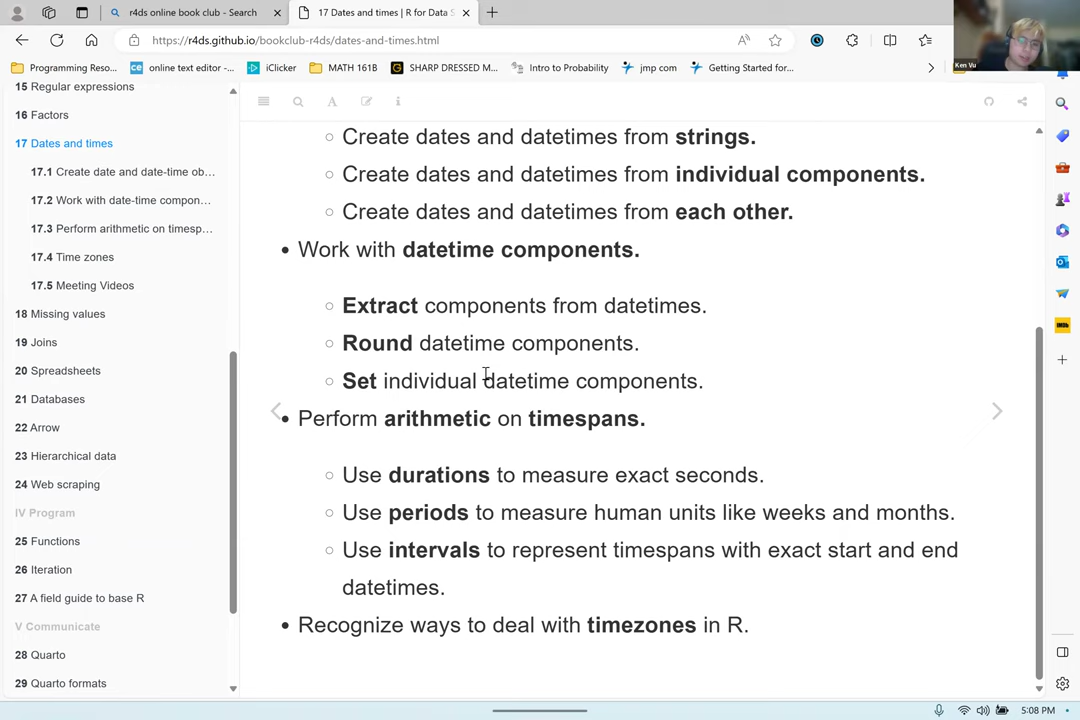 r4ds online book club - Search
17 Dates and times | R for Data S
https://r4ds.github.io/bookclub-r4ds/dates-and-times.html
Programming Reso...
online text editor -...
iClicker
MATH 161B
SHARP DRESSED M...
Intro to Probability
jmp com
Getting Started for...
Ken Vu
15 Regular expressions
16 Factors
17 Dates and times
17.1 Create date and date-time ob...
17.2 Work with date-time compon...
17.3 Perform arithmetic on timesp...
17.4 Time zones
17.5 Meeting Videos
18 Missing values
19 Joins
20 Spreadsheets
21 Databases
22 Arrow
23 Hierarchical data
24 Web scraping
IV Program
25 Functions
26 Iteration
27 A field guide to base R
V Communicate
28 Quarto
29 Quarto formats
Create dates and datetimes from strings.
Create dates and datetimes from individual components.
Create dates and datetimes from each other.
Work with datetime components.
Extract components from datetimes.
Round datetime components.
Set individual datetime components.
Perform arithmetic on timespans.
Use durations to measure exact seconds.
Use periods to measure human units like weeks and months.
Use intervals to represent timespans with exact start and end
datetimes.
Recognize ways to deal with timezones in R.
IMDb
5:08 PM